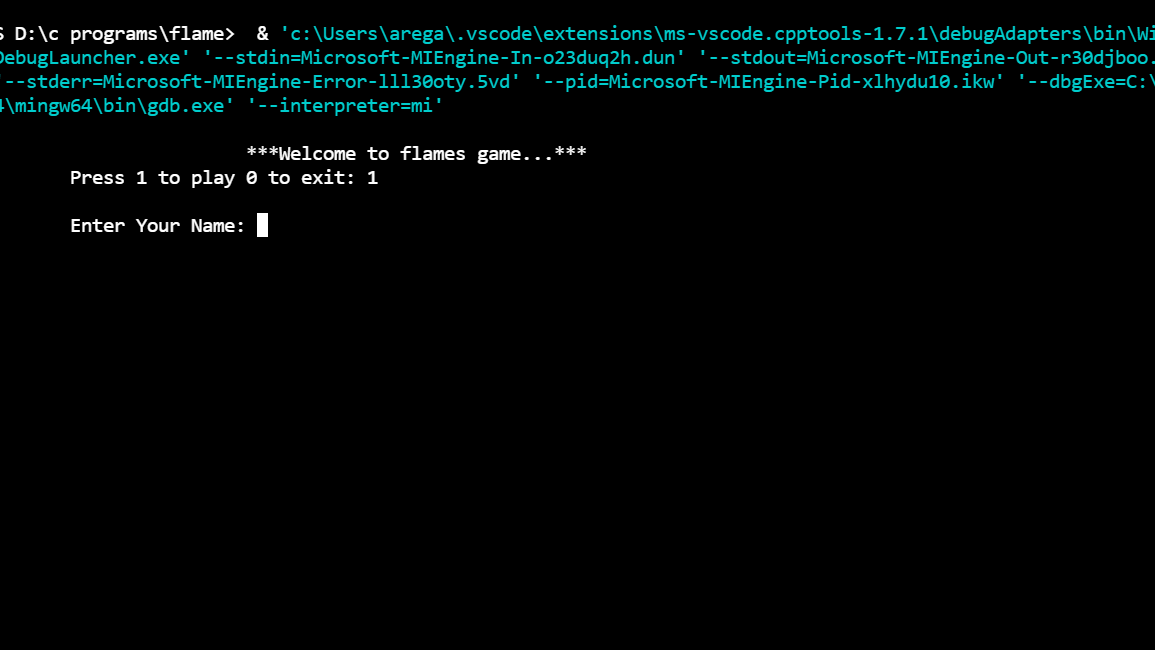 D:\c programs\flame>  & 'c:\Users\arega\.vscode\extensions\ms-vscode.cpptools-1.7.1\debugAdapters\bin\Wi
DebugLauncher.exe' '--stdin=Microsoft-MIEngine-In-o23duq2h.dun' '--stdout=Microsoft-MIEngine-Out-r30djboo.
'--stderr=Microsoft-MIEngine-Error-lll30oty.5vd' '--pid=Microsoft-MIEngine-Pid-xlhydu10.ikw' '--dbgExe=C:\
\mingw64\bin\gdb.exe' '--interpreter=mi'
***Welcome to flames game...***
Press 1 to play 0 to exit: 1
Enter Your Name: